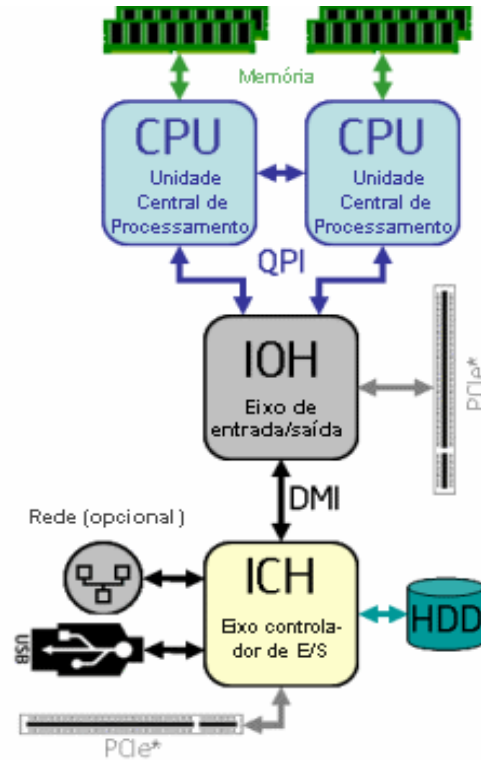 Memória
CPU
Unidade
Central de
Processamento
CPU
Unidade
Central de
Processamento
QPI
IOH
Eixo de
entrada/saída
PCIe*
DMI
Rede (opcional)
ICH
Eixo controla-
dor de E/S
HDD
USB
PCIe*